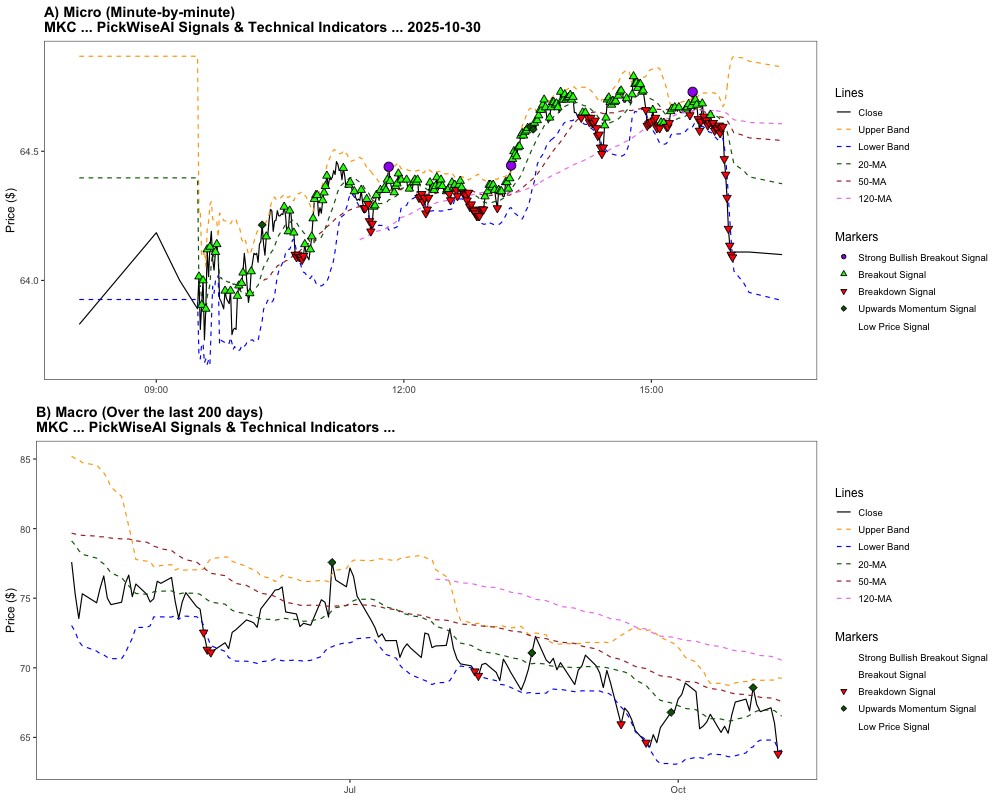 A) Micro (Minute-by-minute)
MKC ... PickWiseAI Signals & Technical Indicators ... 2025-10-30
Price ($)
64.5
64.0
09:00
12:00
15:00
Lines
Close
Upper Band
Lower Band
20-MA
50-MA
120-MA
Markers
Strong Bullish Breakout Signal
Breakout Signal
Breakdown Signal
Upwards Momentum Signal
Low Price Signal
B) Macro (Over the last 200 days)
MKC ... PickWiseAI Signals & Technical Indicators ...
Price ($)
85
80
75
70
65
Jul
Oct
Lines
Close
Upper Band
Lower Band
20-MA
50-MA
120-MA
Markers
Strong Bullish Breakout Signal
Breakout Signal
Breakdown Signal
Upwards Momentum Signal
Low Price Signal